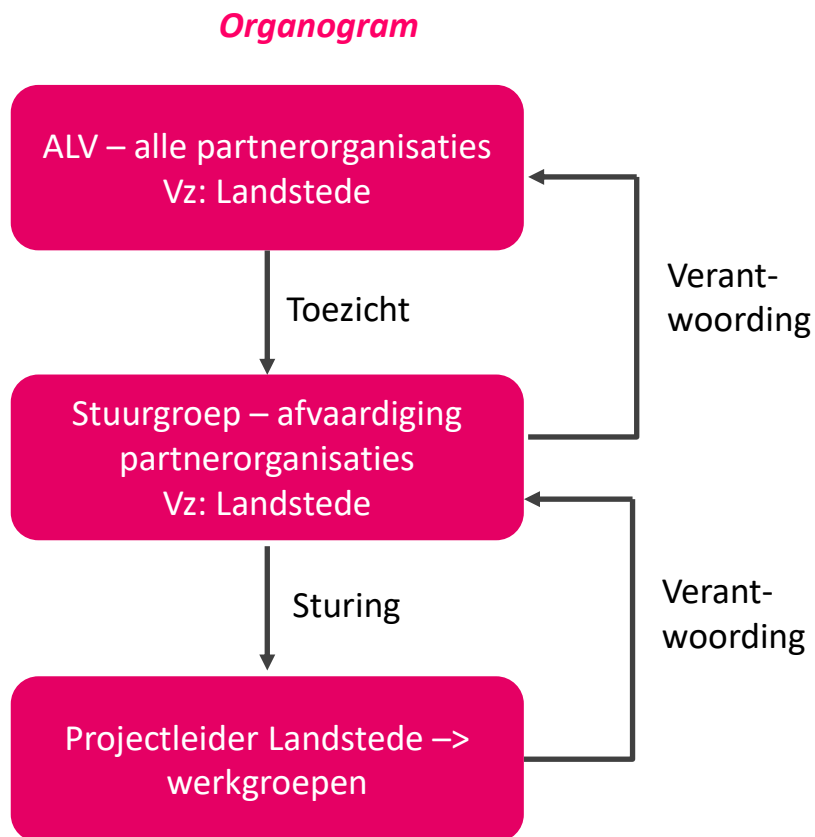 Organogram
ALV – alle partnerorganisaties
Vz: Landstede
Verant-
woording
Toezicht
Stuurgroep – afvaardiging
partnerorganisaties
Vz: Landstede
Verant-
woording
Sturing
Projectleider Landstede –>
werkgroepen